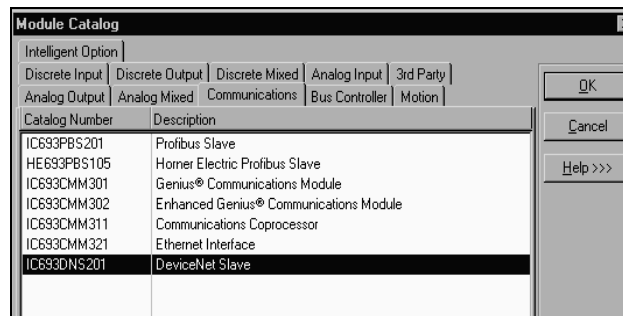 Module Catalog
Intelligent Option
Discrete Input Discrete Output Discrete Mixed Analog Input 3rd Party
Analog Output Analog Mixed Communications Bus Controller Motion
Catalog Number Description
IC693PBS201 Profibus Slave
HE693PBS105 Horner Electric Profibus Slave
IC693CMM301 Genius® Communications Module
IC693CMM302 Enhanced Genius® Communications Module
IC693CMM311 Communications Coprocessor
IC693CMM321 Ethernet Interface
IC693DNS201 DeviceNet Slave
OK
Cancel
Help >>>